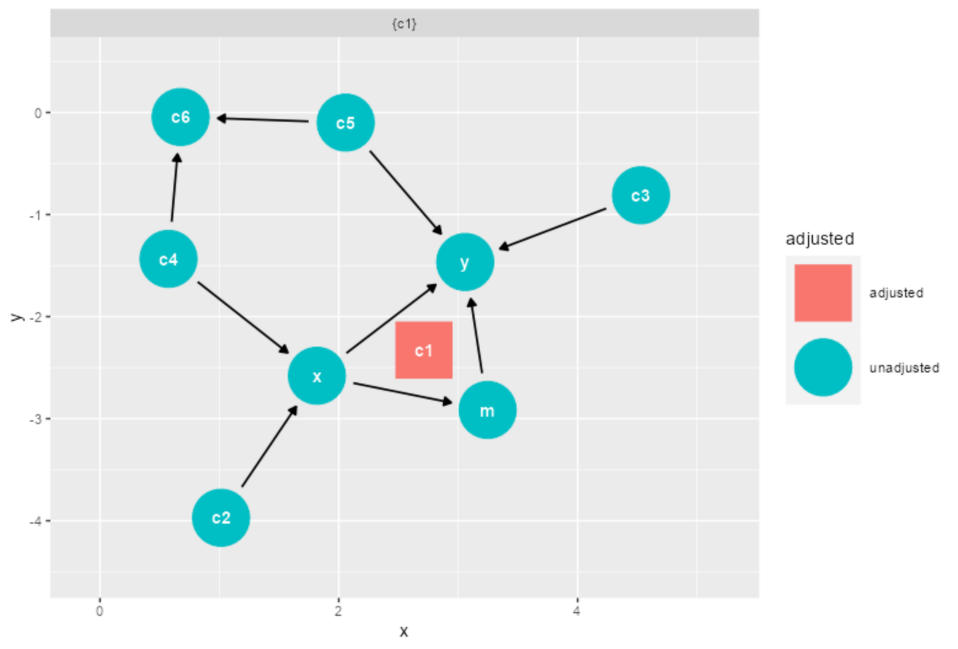 {c1}
0
-1
-2
-3
-4
y
c6
c5
c3
c4
y
c1
x
m
c2
0
2
4
x
adjusted
adjusted
unadjusted